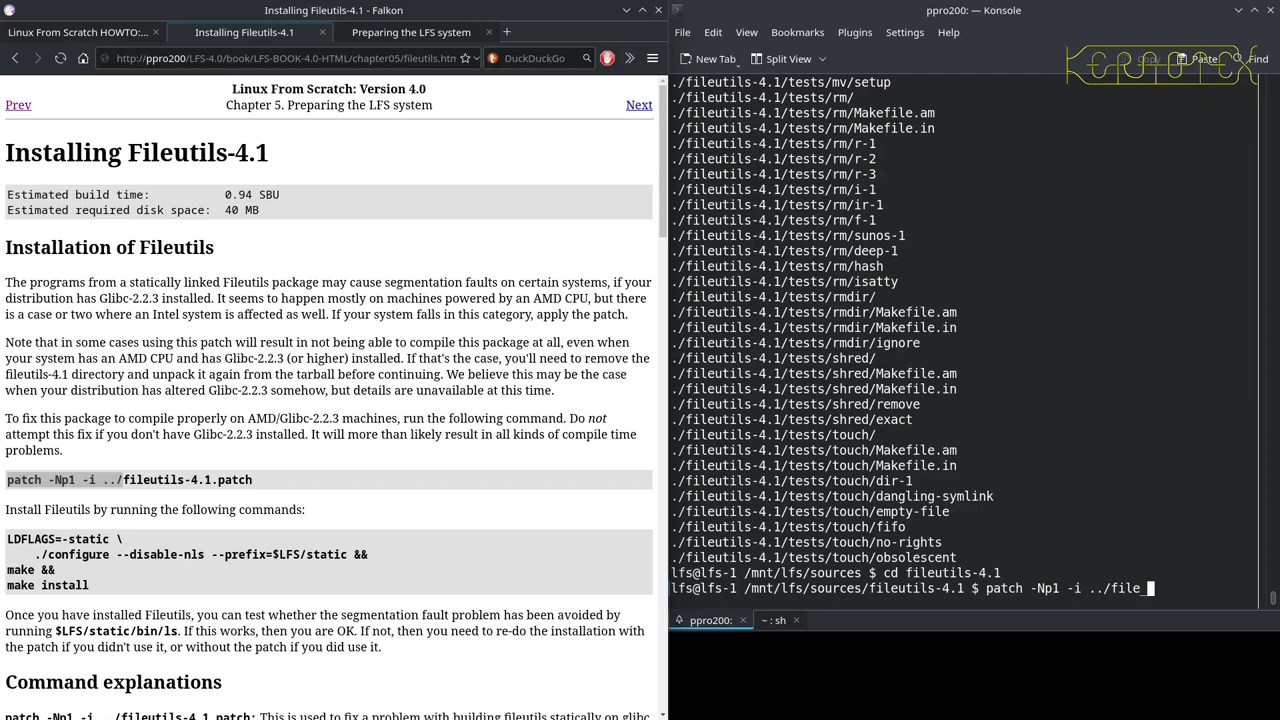 Installing Fileutils-4.1 - Falkon
Linux From Scratch HOWTO:...
Installing Fileutils-4.1
Preparing the LFS system
http://ppro200/LFS-4.0/book/LFS-BOOK-4.0-HTML/chapter05/fileutils.htm
DuckDuckGo
Linux From Scratch: Version 4.0
Prev
Chapter 5. Preparing the LFS system
Next
Installing Fileutils-4.1
Estimated build time: 0.94 SBU
Estimated required disk space: 40 MB
Installation of Fileutils
The programs from a statically linked Fileutils package may cause segmentation faults on certain systems, if your
distribution has Glibc-2.2.3 installed. It seems to happen mostly on machines powered by an AMD CPU, but there
is a case or two where an Intel system is affected as well. If your system falls in this category, apply the patch.
Note that in some cases using this patch will result in not being able to compile this package at all, even when
your system has an AMD CPU and has Glibc-2.2.3 (or higher) installed. If that's the case, you'll need to remove the
fileutils-4.1 directory and unpack it again from the tarball before continuing. We believe this may be the case
when your distribution has altered Glibc-2.2.3 somehow, but details are unavailable at this time.
To fix this package to compile properly on AMD/Glibc-2.2.3 machines, run the following command. Do not
attempt this fix if you don't have Glibc-2.2.3 installed. It will more than likely result in all kinds of compile time
problems.
patch -Np1 -i ../fileutils-4.1.patch
Install Fileutils by running the following commands:
LDFLAGS=-static \
./configure --disable-nls --prefix=$LFS/static &&
make &&
make install
Once you have installed Fileutils, you can test whether the segmentation fault problem has been avoided by
running $LFS/static/bin/ls. If this works, then you are OK. If not, then you need to re-do the installation with
the patch if you didn't use it, or without the patch if you did use it.
Command explanations
patch -Np1 -i ../fileutils-4.1.patch: This is used to fix a problem with building fileutils statically on glibc
ppro200: — Konsole
File Edit View Bookmarks Plugins Settings Help
New Tab Split View Copy Paste Find
./fileutils-4.1/tests/mv/setup
./fileutils-4.1/tests/rm/
./fileutils-4.1/tests/rm/Makefile.am
./fileutils-4.1/tests/rm/Makefile.in
./fileutils-4.1/tests/rm/r-1
./fileutils-4.1/tests/rm/r-2
./fileutils-4.1/tests/rm/r-3
./fileutils-4.1/tests/rm/i-1
./fileutils-4.1/tests/rm/ir-1
./fileutils-4.1/tests/rm/f-1
./fileutils-4.1/tests/rm/sunos-1
./fileutils-4.1/tests/rm/deep-1
./fileutils-4.1/tests/rm/hash
./fileutils-4.1/tests/rm/isatty
./fileutils-4.1/tests/rmdir/
./fileutils-4.1/tests/rmdir/Makefile.am
./fileutils-4.1/tests/rmdir/Makefile.in
./fileutils-4.1/tests/rmdir/ignore
./fileutils-4.1/tests/shred/
./fileutils-4.1/tests/shred/Makefile.am
./fileutils-4.1/tests/shred/Makefile.in
./fileutils-4.1/tests/shred/remove
./fileutils-4.1/tests/shred/exact
./fileutils-4.1/tests/touch/
./fileutils-4.1/tests/touch/Makefile.am
./fileutils-4.1/tests/touch/Makefile.in
./fileutils-4.1/tests/touch/dir-1
./fileutils-4.1/tests/touch/dangling-symlink
./fileutils-4.1/tests/touch/empty-file
./fileutils-4.1/tests/touch/fifo
./fileutils-4.1/tests/touch/no-rights
./fileutils-4.1/tests/touch/obsolescent
lfs@lfs-1 /mnt/lfs/sources $ cd fileutils-4.1
lfs@lfs-1 /mnt/lfs/sources/fileutils-4.1 $ patch -Np1 -i ../file_
ppro200:
~ : sh